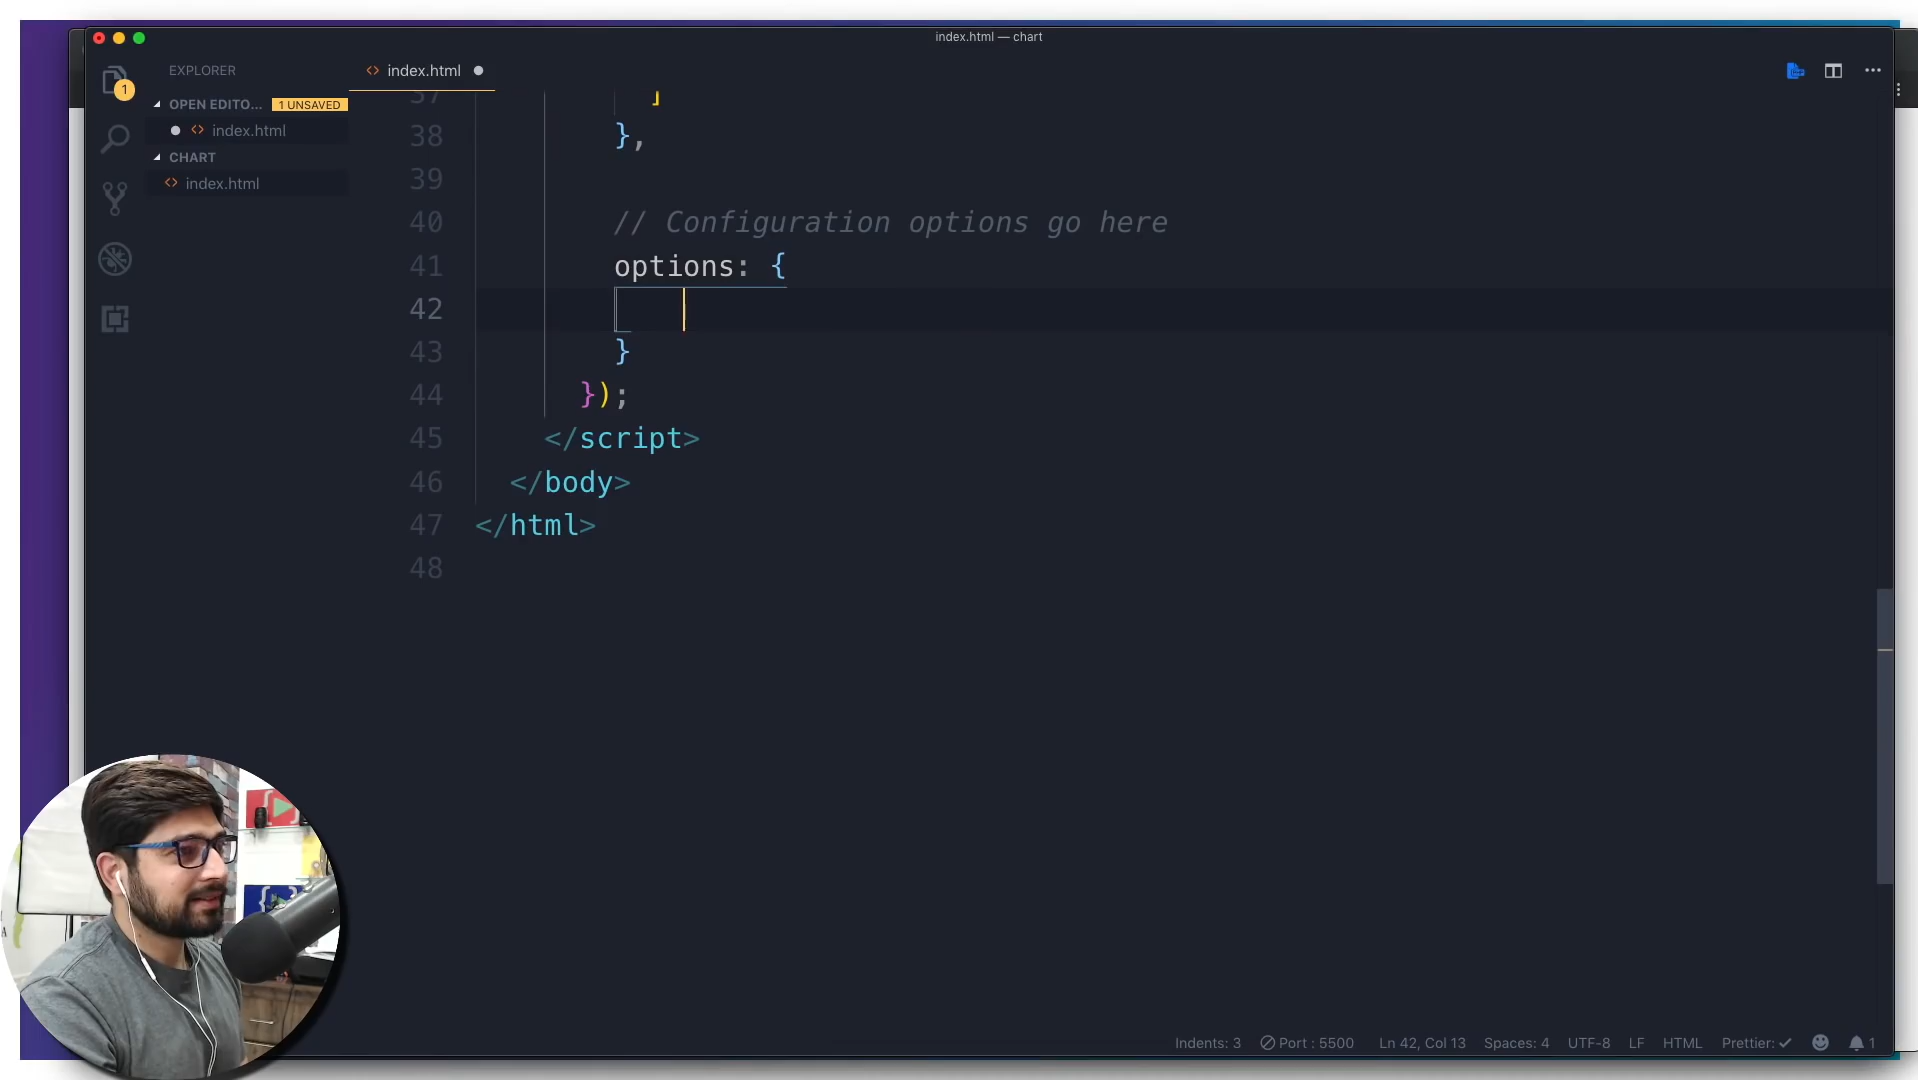 index.html — chart
EXPLORER
index.html
1
OPEN EDITO... 1 UNSAVED
index.html
CHART
index.html
37 ]
38 },
39
40 // Configuration options go here
41 options: {
42
43 }
44 });
45 </script>
46 </body>
47 </html>
48
Indents: 3 Port : 5500 Ln 42, Col 13 Spaces: 4 UTF-8 LF HTML Prettier: ✓ 1